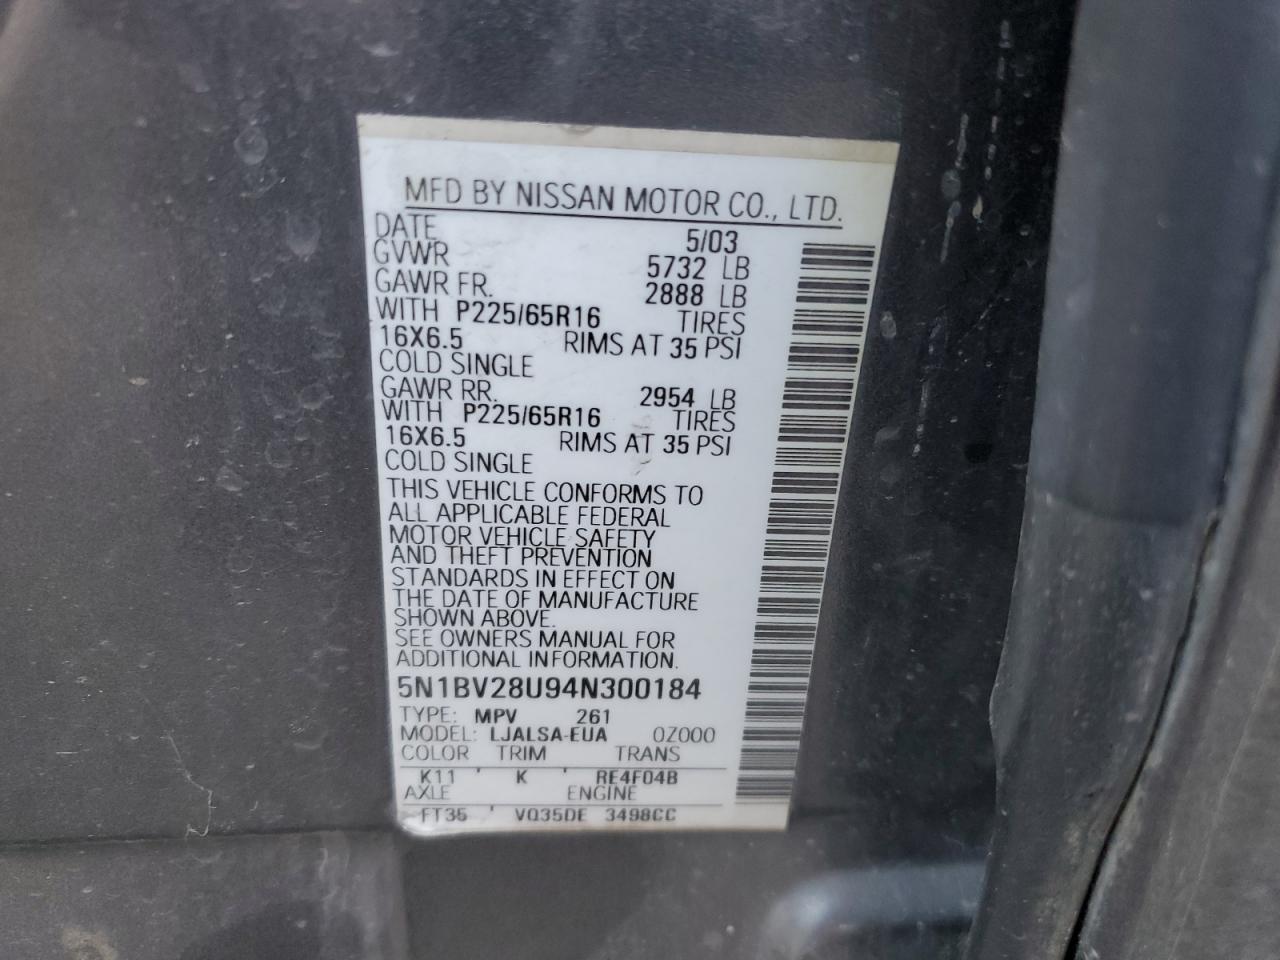 MFD BY NISSAN MOTOR CO., LTD.
DATE 5/03
GVWR 5732 LB
GAWR FR. 2888 LB
WITH P225/65R16 TIRES
16X6.5 RIMS AT 35 PSI
COLD SINGLE
GAWR RR. 2954 LB
WITH P225/65R16 TIRES
16X6.5 RIMS AT 35 PSI
COLD SINGLE
THIS VEHICLE CONFORMS TO
ALL APPLICABLE FEDERAL
MOTOR VEHICLE SAFETY
AND THEFT PREVENTION
STANDARDS IN EFFECT ON
THE DATE OF MANUFACTURE
SHOWN ABOVE.
SEE OWNERS MANUAL FOR
ADDITIONAL INFORMATION.
5N1BV28U94N300184
TYPE: MPV 261
MODEL: LJALSA-EUA 0Z000
COLOR TRIM TRANS
K11 ' K ' RE4F04B
AXLE ENGINE
FT35 VQ35DE 3498CC